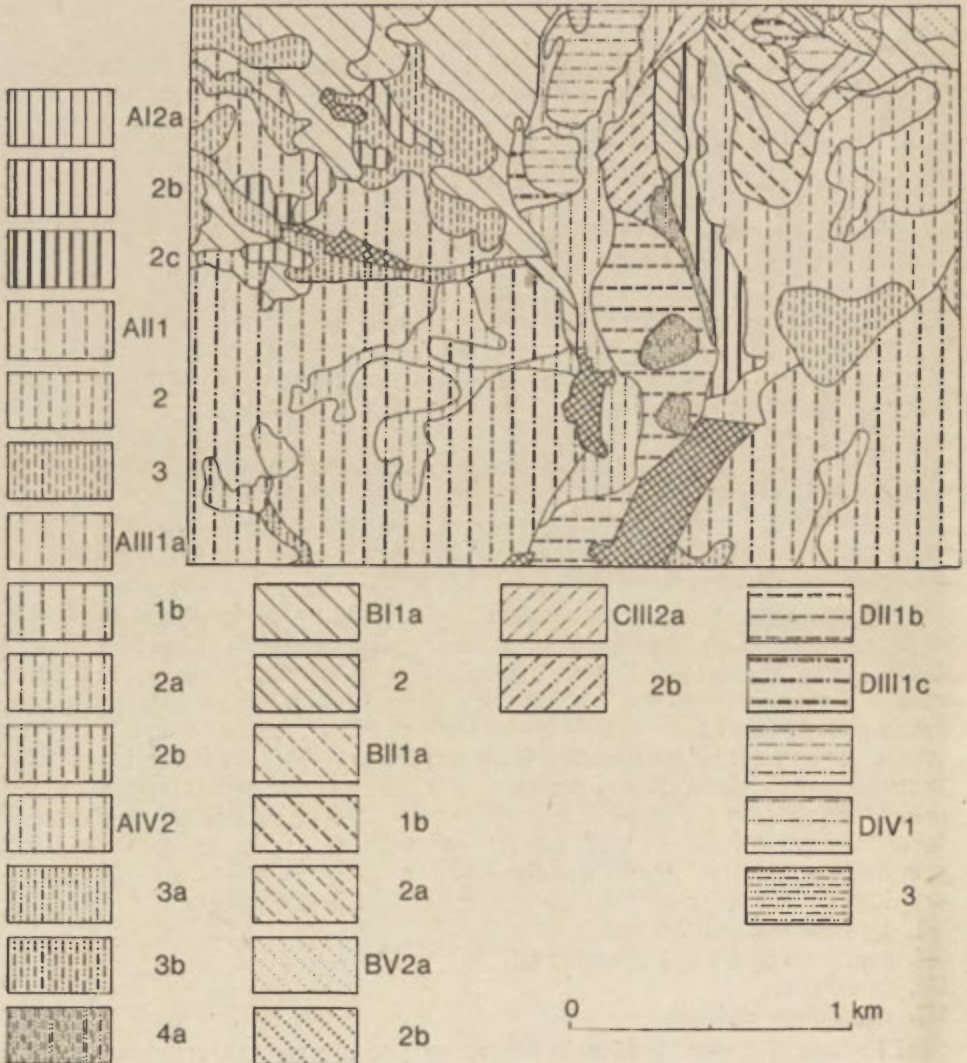 AI2a
2b
2c
AII1
2
3
AIII1a
1b
2a
2b
AIV2
3a
3b
4a
BI1a
2
BII1a
1b
2a
BV2a
2b
CIII2a
2b
DII1b
DIII1c
DIV1
3
0 1 km